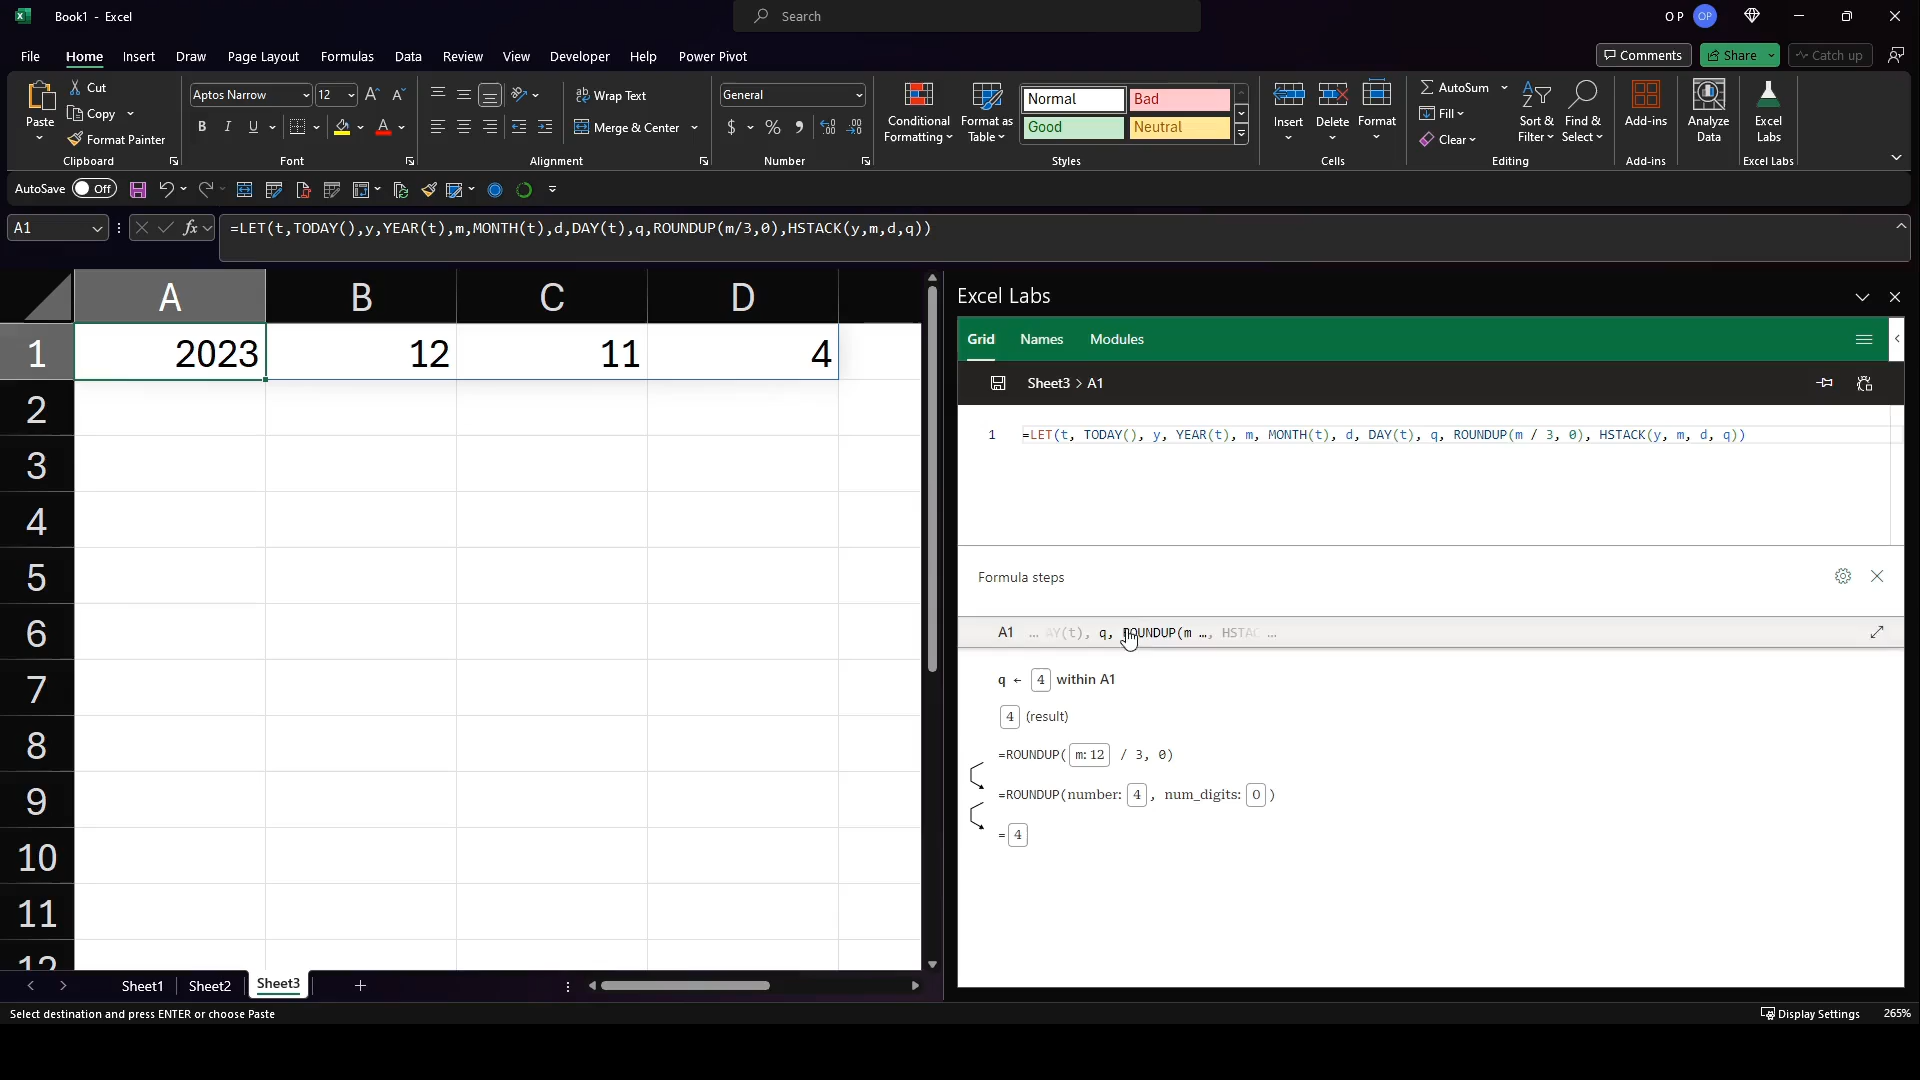 Book1 - Excel
Search
O P
OP
File
Home
Insert
Draw
Page Layout
Formulas
Data
Review
View
Developer
Help
Power Pivot
Comments
Share
Catch up
Paste
Cut
Copy
Format Painter
Clipboard
Aptos Narrow
12
B I U
Font
Wrap Text
Merge & Center
Alignment
General
$ % ,
Number
Conditional
Formatting
Format as
Table
Normal
Bad
Good
Neutral
Styles
Insert
Delete
Format
Cells
AutoSum
Fill
Clear
Sort &
Filter
Find &
Select
Editing
Add-ins
Add-ins
Analyze
Data
Excel
Labs
Excel Labs
AutoSave Off
A1
fx
=LET(t,TODAY(),y,YEAR(t),m,MONTH(t),d,DAY(t),q,ROUNDUP(m/3,0),HSTACK(y,m,d,q))
A B C D
1 2023 12 11 4
2
3
4
5
6
7
8
9
10
11
12
Excel Labs
Grid
Names
Modules
Sheet3 > A1
1 =LET(t, TODAY(), y, YEAR(t), m, MONTH(t), d, DAY(t), q, ROUNDUP(m / 3, 0), HSTACK(y, m, d, q))
Formula steps
A1 … AY(t), q, ROUNDUP(m …, HSTAC …
q ← 4 within A1
4 (result)
=ROUNDUP( m: 12 / 3, 0)
=ROUNDUP(number: 4 , num_digits: 0 )
= 4
Sheet1
Sheet2
Sheet3
Select destination and press ENTER or choose Paste
Display Settings
265%